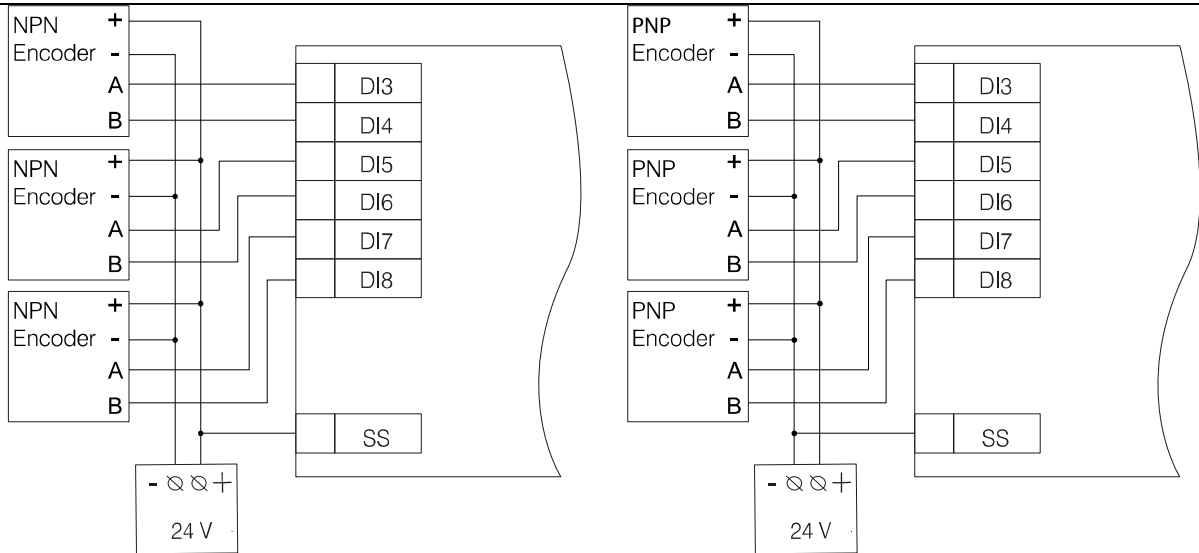 NPN +
Encoder -
A
B
NPN +
Encoder -
A
B
NPN +
Encoder -
A
B
DI3
DI4
DI5
DI6
DI7
DI8
SS
- +
24 V
PNP +
Encoder -
A
B
PNP +
Encoder -
A
B
PNP +
Encoder -
A
B
DI3
DI4
DI5
DI6
DI7
DI8
SS
- +
24 V